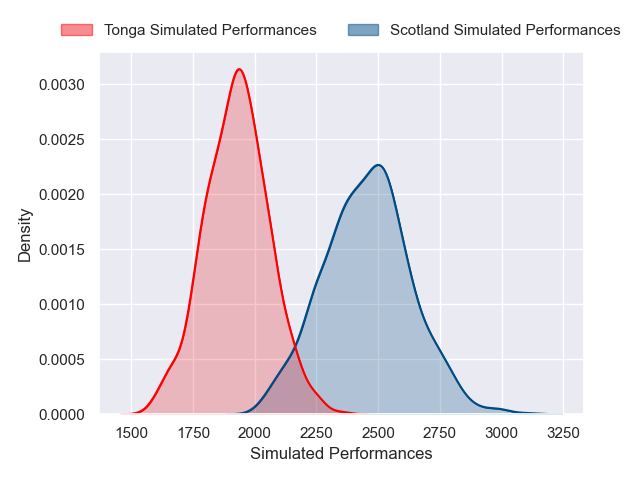 Tonga Simulated Performances Scotland Simulated Performances
0.0030
0.0025
0.0020
0.0015
0.0010
0.0005
0.0000
Density
1500 1750 2000 2250 2500 2750 3000 3250
Simulated Performances